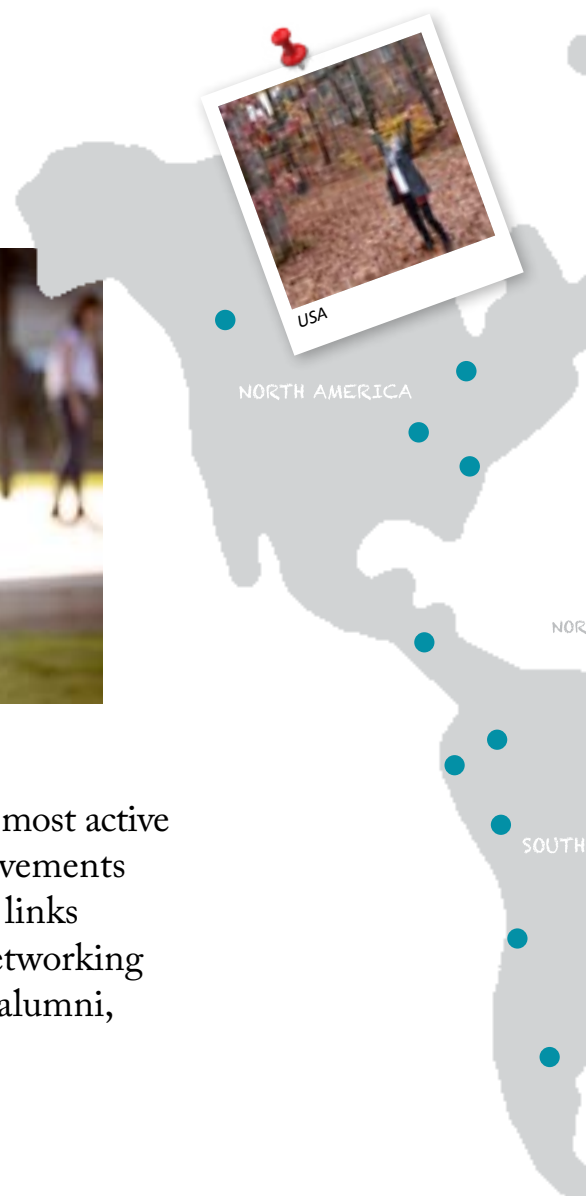 USA
NORTH AMERICA
NOR
SOUTH
most active
vements
links
etworking
alumni,